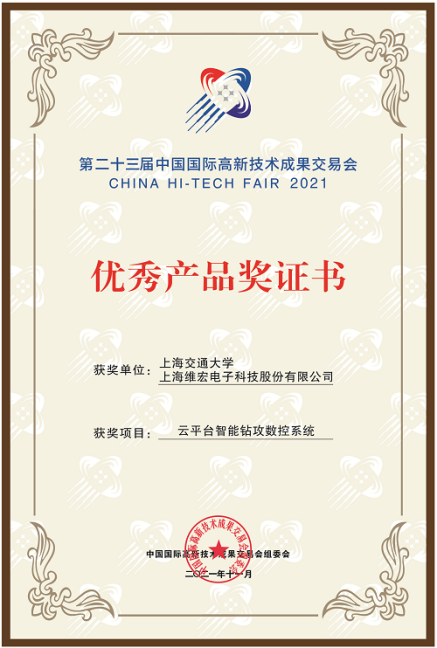 第二十三届中国国际高新技术成果交易会
CHINA HI-TECH FAIR 2021
优秀产品奖证书
获奖单位：
上海交通大学
上海维宏电子科技股份有限公司
获奖项目：云平台智能钻攻数控系统
中国国际高新技术成果交易会组委会
二〇二一年十一月